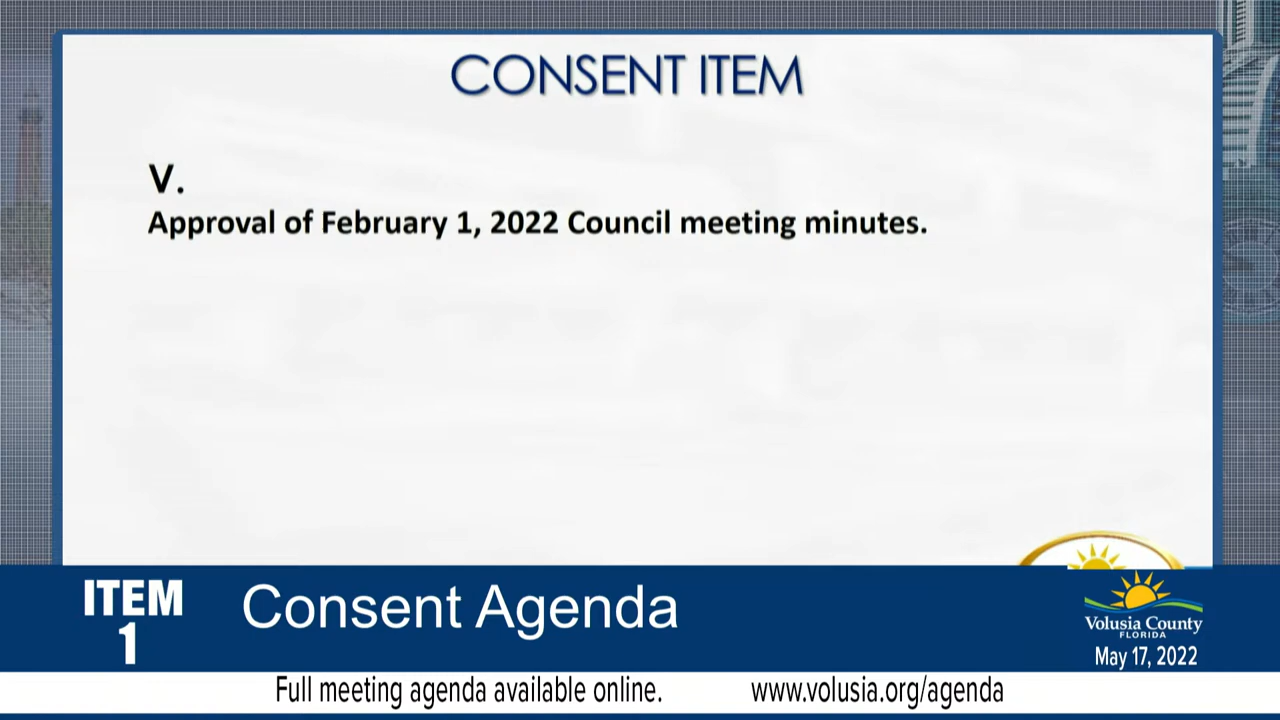 CONSENT ITEM
V.
Approval of February 1, 2022 Council meeting minutes.
ITEM
1
Consent Agenda
Volusia County
FLORIDA
May 17, 2022
Full meeting agenda available online.
www.volusia.org/agenda